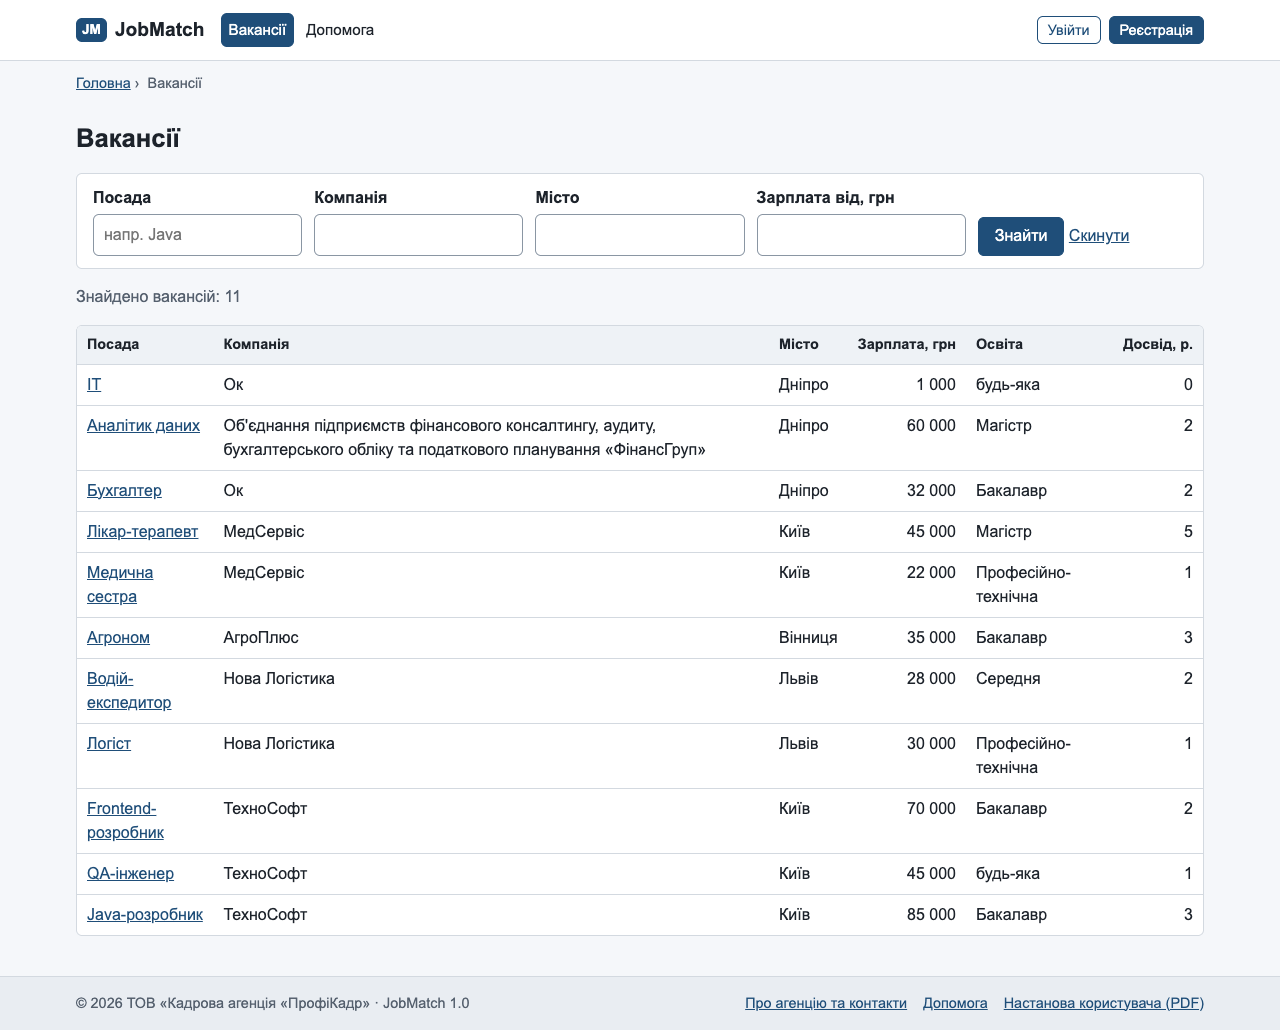 JM JobMatch Вакансії Допомога Увійти Реєстрація
Головна › Вакансії
Вакансії
Посада Компанія Місто Зарплата від, грн
напр. Java Знайти Скинути
Знайдено вакансій: 11
Посада Компанія Місто Зарплата, грн Освіта Досвід, р.
IT Ок Дніпро 1 000 будь-яка 0
Аналітик даних Об'єднання підприємств фінансового консалтингу, аудиту, Дніпро 60 000 Магістр 2
бухгалтерського обліку та податкового планування «ФінансГруп»
Бухгалтер Ок Дніпро 32 000 Бакалавр 2
Лікар-терапевт МедСервіс Київ 45 000 Магістр 5
Медична МедСервіс Київ 22 000 Професійно- 1
сестра технічна
Агроном АгроПлюс Вінниця 35 000 Бакалавр 3
Водій- Нова Логістика Львів 28 000 Середня 2
експедитор
Логіст Нова Логістика Львів 30 000 Професійно- 1
технічна
Frontend- ТехноСофт Київ 70 000 Бакалавр 2
розробник
QA-інженер ТехноСофт Київ 45 000 будь-яка 1
Java-розробник ТехноСофт Київ 85 000 Бакалавр 3
© 2026 ТОВ «Кадрова агенція «ПрофіКадр» · JobMatch 1.0 Про агенцію та контакти Допомога Настанова користувача (PDF)